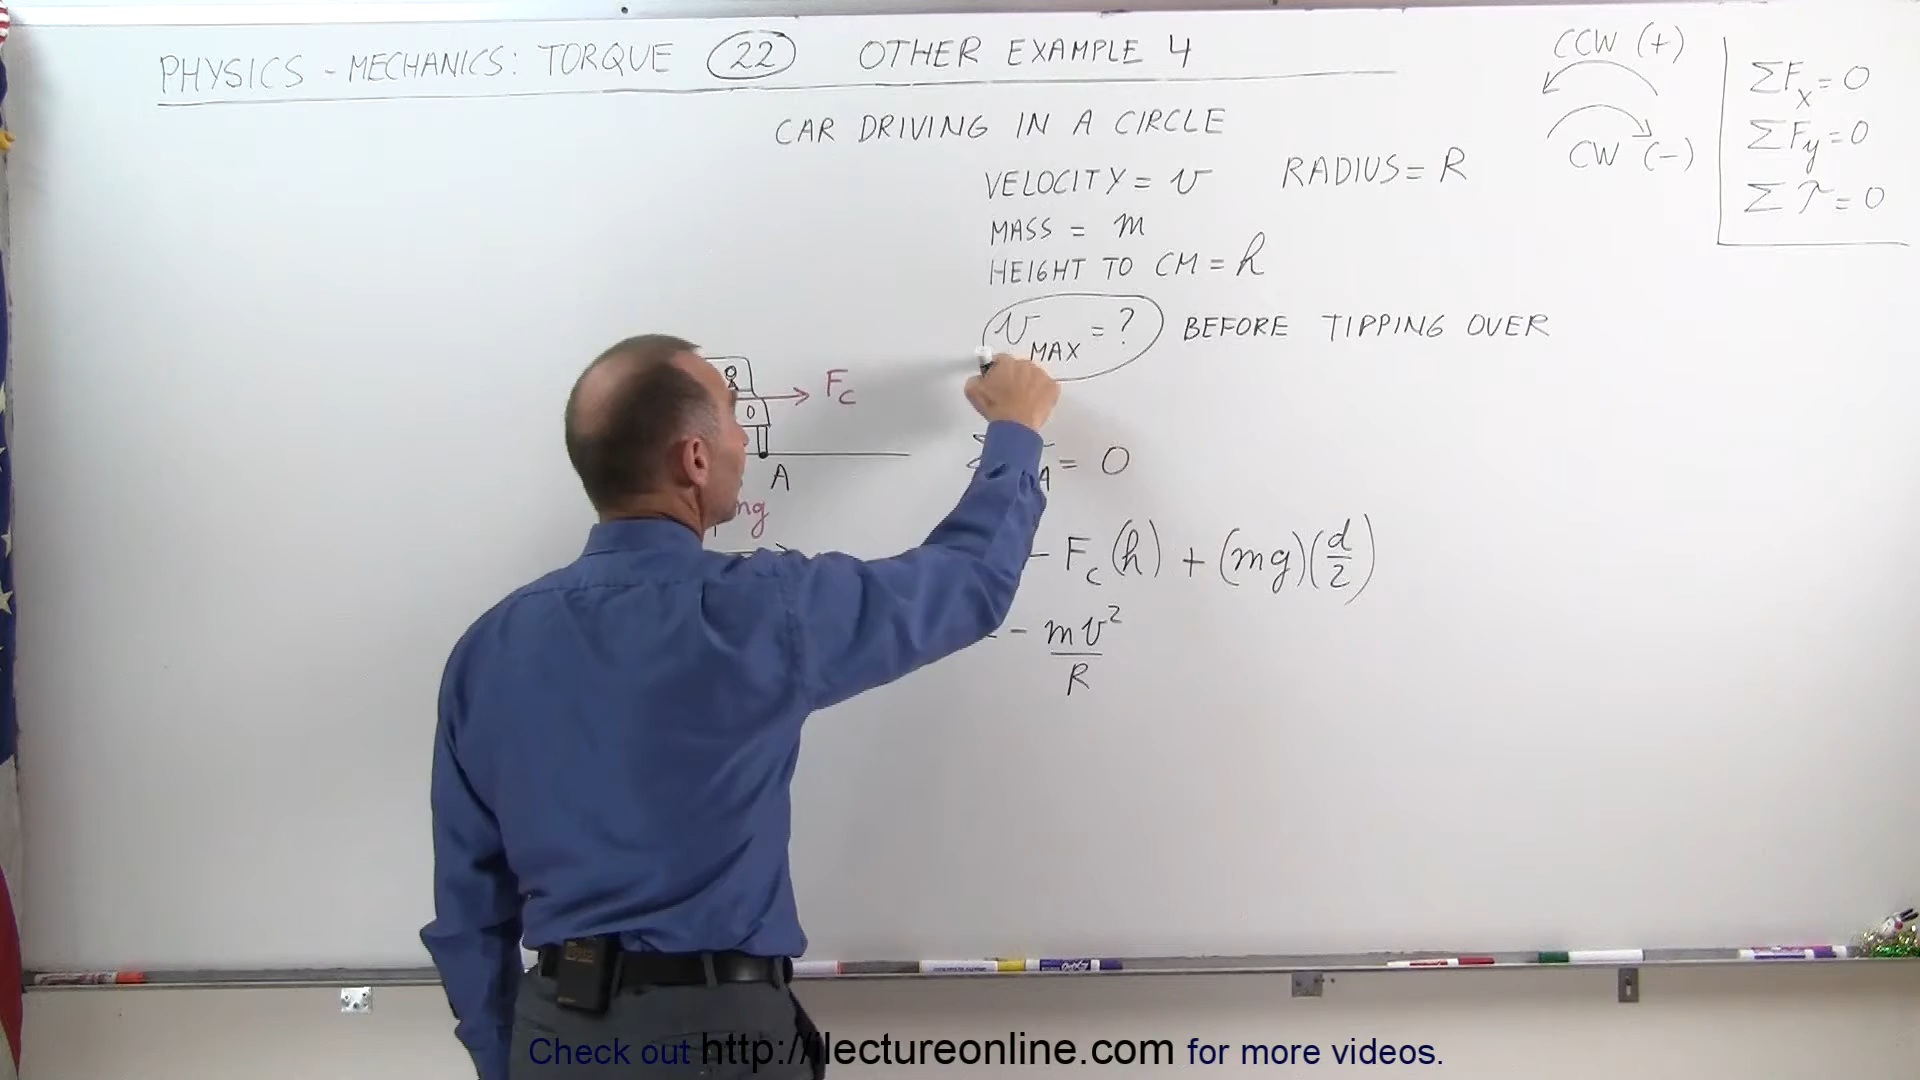 PHYSICS - MECHANICS: TORQUE 22 OTHER EXAMPLE 4
CAR DRIVING IN A CIRCLE
VELOCITY = v RADIUS = R
MASS = m
HEIGHT TO CM = h
v MAX = ? BEFORE TIPPING OVER
CCW (+)
CW (-)
ΣFx = 0
ΣFy = 0
Στ = 0
Fc
A
mg
A = 0
- Fc (h) + (mg)(d/2)
- mv²/R
Check out http://ilectureonline.com for more videos.